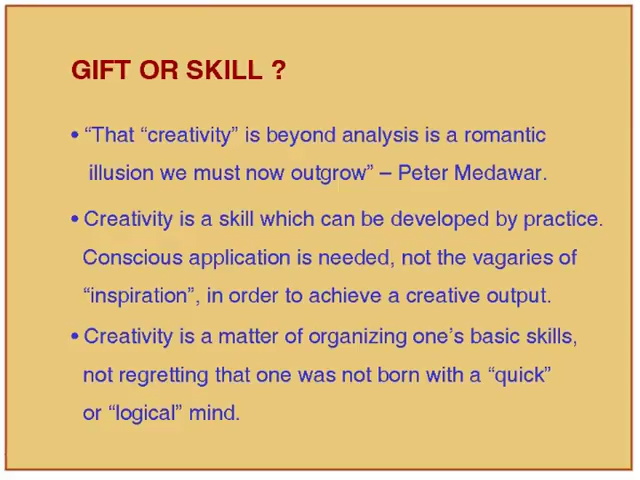 GIFT OR SKILL ?
• “That “creativity” is beyond analysis is a romantic
illusion we must now outgrow” – Peter Medawar.
• Creativity is a skill which can be developed by practice.
Conscious application is needed, not the vagaries of
“inspiration”, in order to achieve a creative output.
• Creativity is a matter of organizing one’s basic skills,
not regretting that one was not born with a “quick”
or “logical” mind.